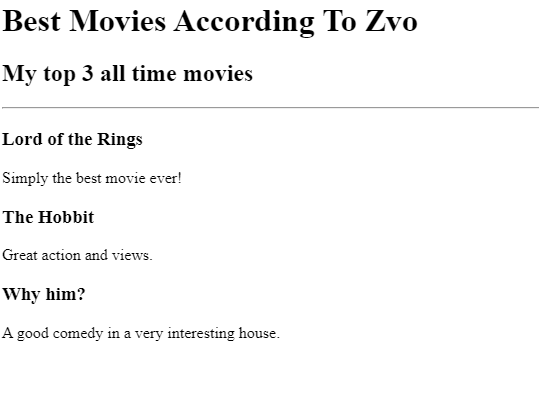 Best Movies According To Zvo
My top 3 all time movies
Lord of the Rings
Simply the best movie ever!
The Hobbit
Great action and views.
Why him?
A good comedy in a very interesting house.